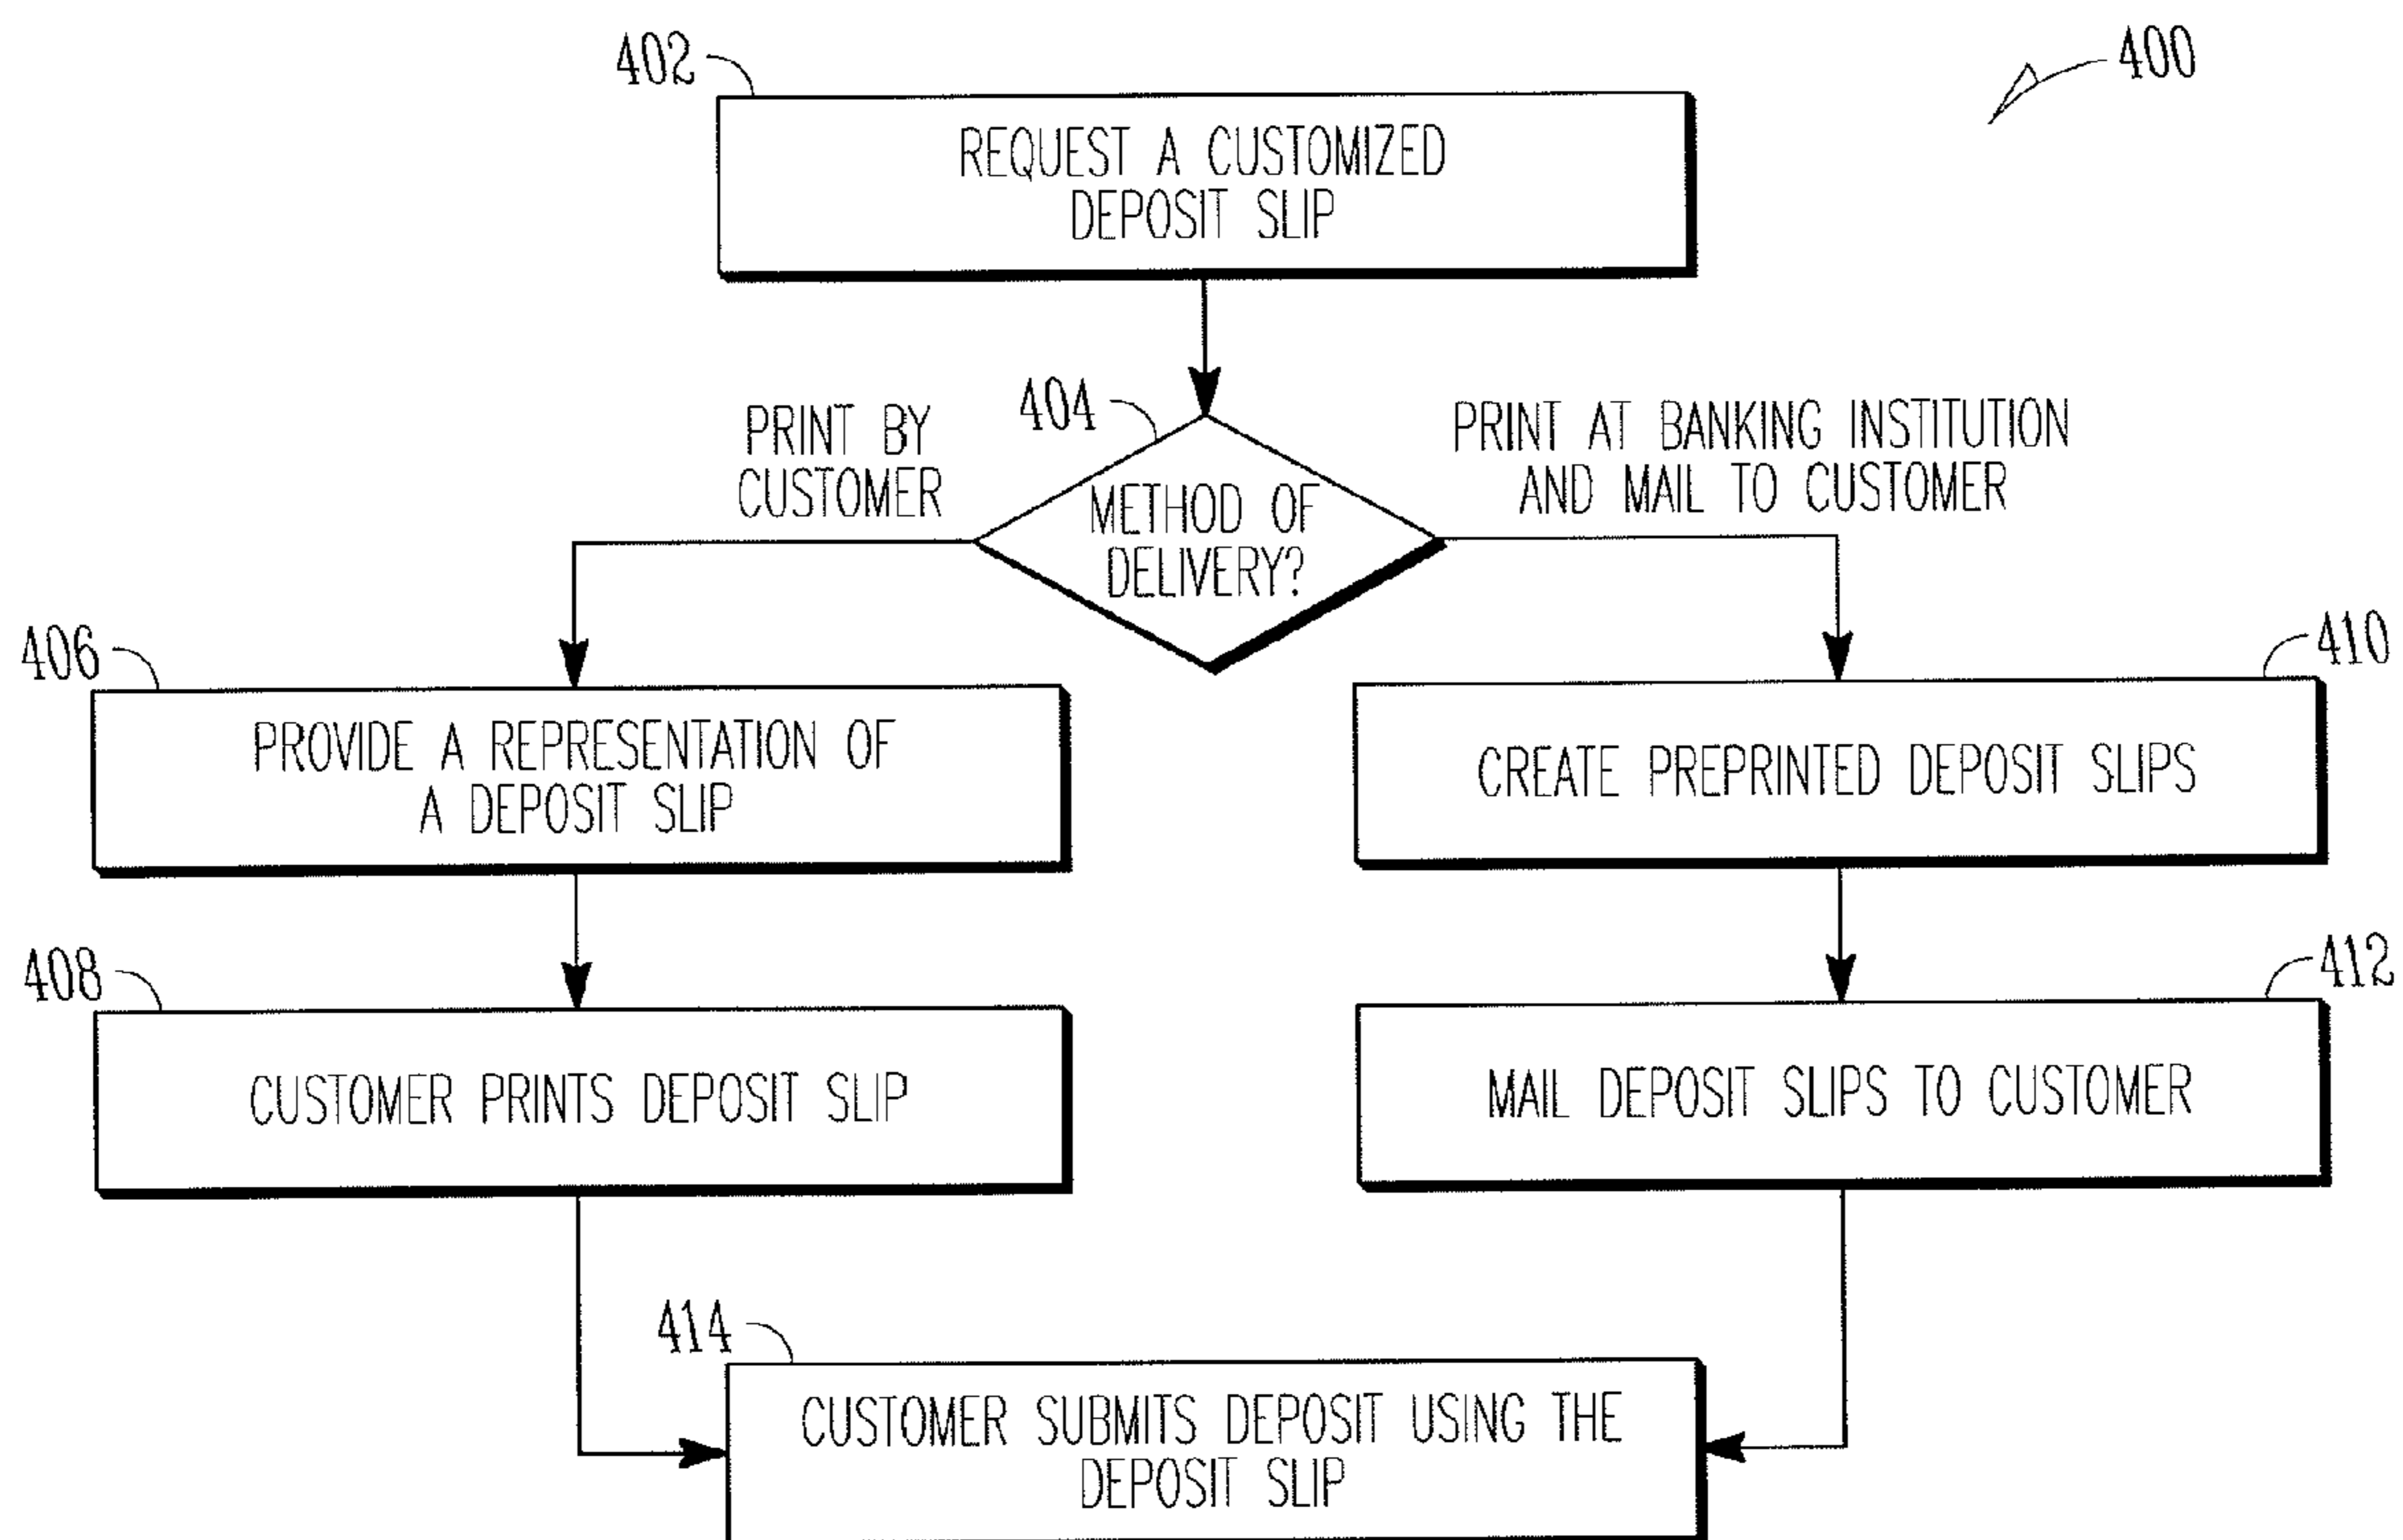 402
400
REQUEST A CUSTOMIZED
DEPOSIT SLIP
404
PRINT BY
CUSTOMER
PRINT AT BANKING INSTITUTION
AND MAIL TO CUSTOMER
METHOD OF
DELIVERY?
406
410
PROVIDE A REPRESENTATION OF
A DEPOSIT SLIP
CREATE PREPRINTED DEPOSIT SLIPS
408
412
CUSTOMER PRINTS DEPOSIT SLIP
MAIL DEPOSIT SLIPS TO CUSTOMER
414
CUSTOMER SUBMITS DEPOSIT USING THE
DEPOSIT SLIP